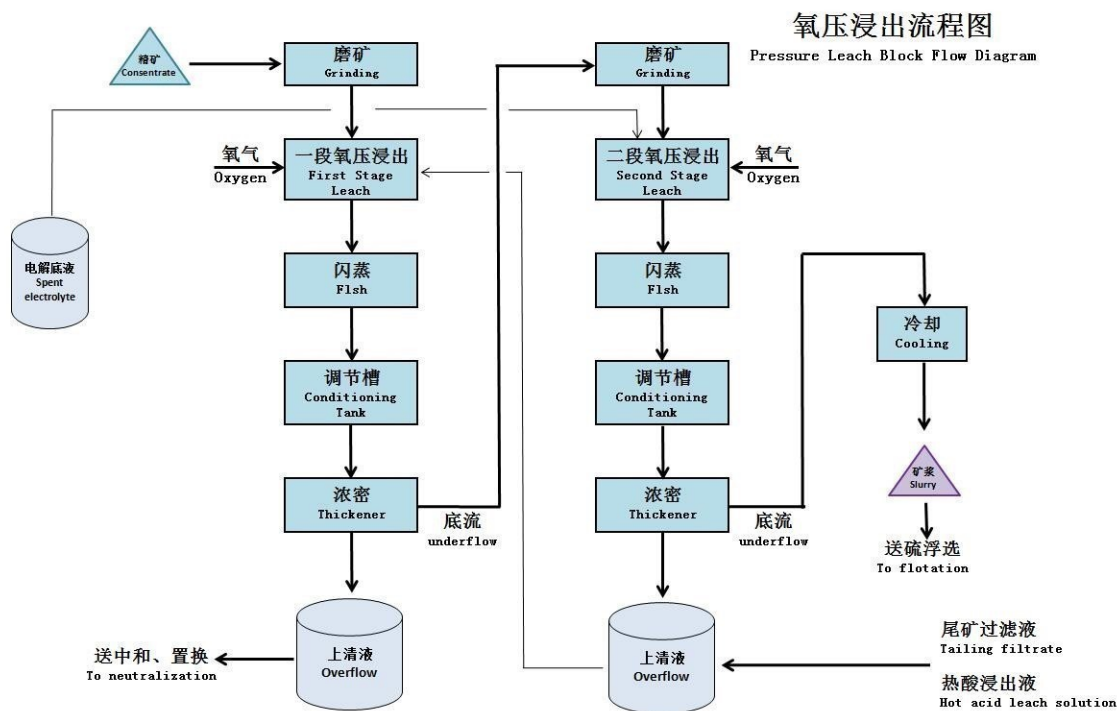 氧压浸出流程图
Pressure Leach Block Flow Diagram
精矿
Consentrate
磨矿
Grinding
磨矿
Grinding
氧气
Oxygen
一段氧压浸出
First Stage
Leach
二段氧压浸出
Second Stage
Leach
氧气
Oxygen
电解底液
Spent
electrolyte
闪蒸
Flsh
闪蒸
Flsh
冷却
Cooling
调节槽
Conditioning
Tank
调节槽
Conditioning
Tank
矿浆
Slurry
浓密
Thickener
底流
underflow
浓密
Thickener
底流
underflow
送硫浮选
To flotation
上清液
Overflow
送中和、置换
To neutralization
上清液
Overflow
尾矿过滤液
Tailing filtrate
热酸浸出液
Hot acid leach solution